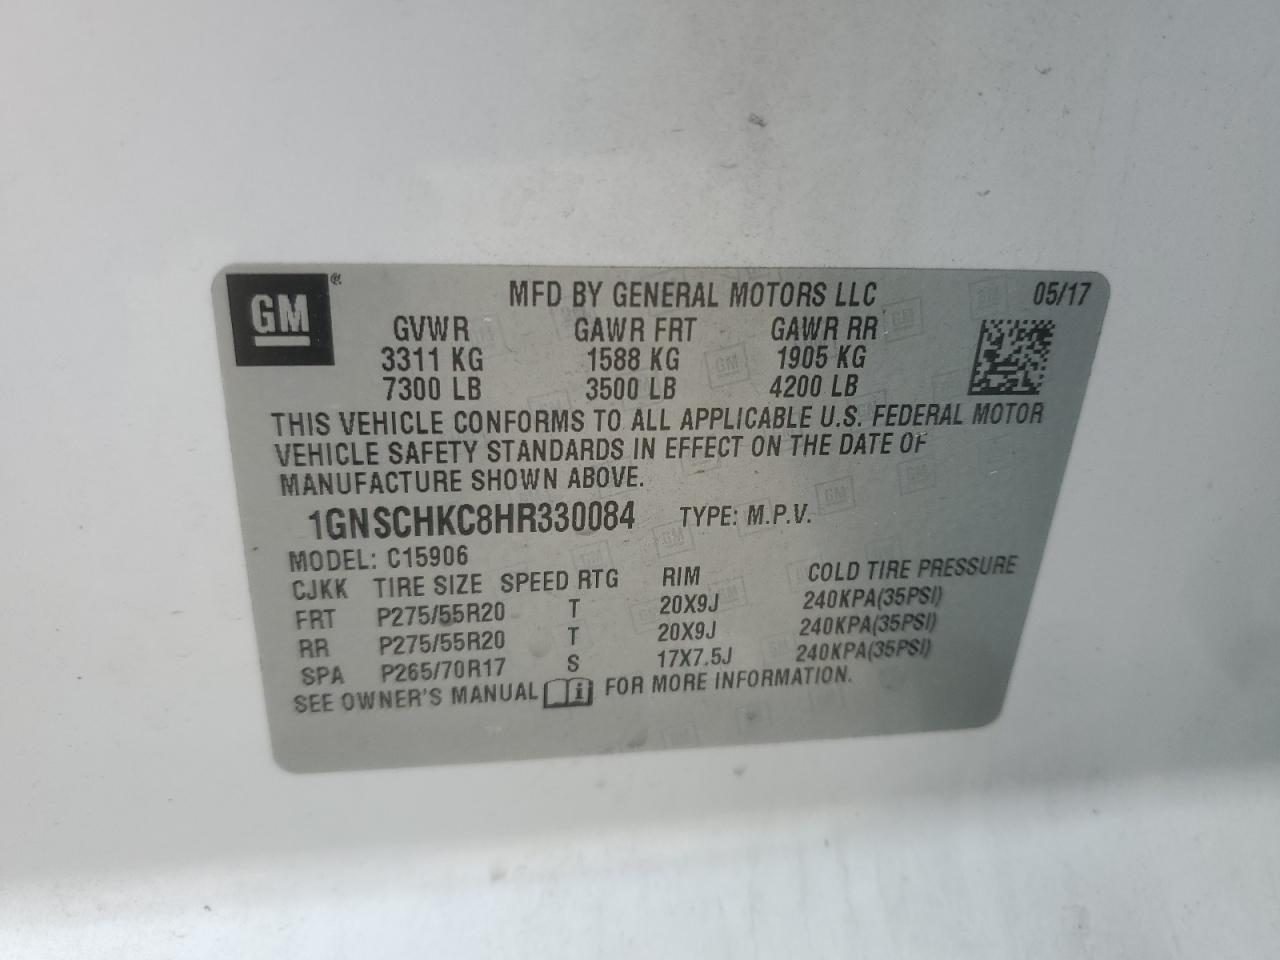 GM®
MFD BY GENERAL MOTORS LLC 05/17
GVWR GAWR FRT GAWR RR
3311 KG 1588 KG 1905 KG
7300 LB 3500 LB 4200 LB
THIS VEHICLE CONFORMS TO ALL APPLICABLE U.S. FEDERAL MOTOR
VEHICLE SAFETY STANDARDS IN EFFECT ON THE DATE OF
MANUFACTURE SHOWN ABOVE.
1GNSCHKC8HR330084 TYPE: M.P.V.
MODEL: C15906
CJKK TIRE SIZE SPEED RTG RIM COLD TIRE PRESSURE
FRT P275/55R20 T 20X9J 240KPA(35PSI)
RR P275/55R20 T 20X9J 240KPA(35PSI)
SPA P265/70R17 S 17X7.5J 240KPA(35PSI)
SEE OWNER'S MANUAL i FOR MORE INFORMATION.